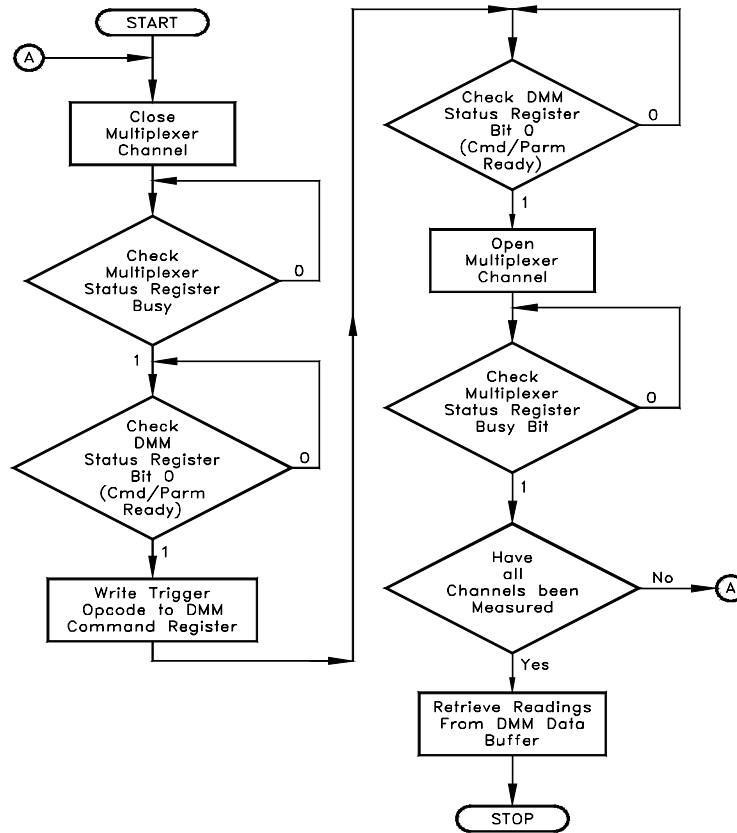 START
A
Close
Multiplexer
Channel
Check
Multiplexer
Status Register
Busy
0
1
Check
DMM
Status Register
Bit 0
(Cmd/Parm
Ready)
0
1
Write Trigger
Opcode to DMM
Command Register
Check DMM
Status Register
Bit 0
(Cmd/Parm
Ready)
0
1
Open
Multiplexer
Channel
Check
Multiplexer
Status Register
Busy Bit
0
1
Have
all
Channels been
Measured
No
A
Yes
Retrieve Readings
From DMM Data
Buffer
STOP